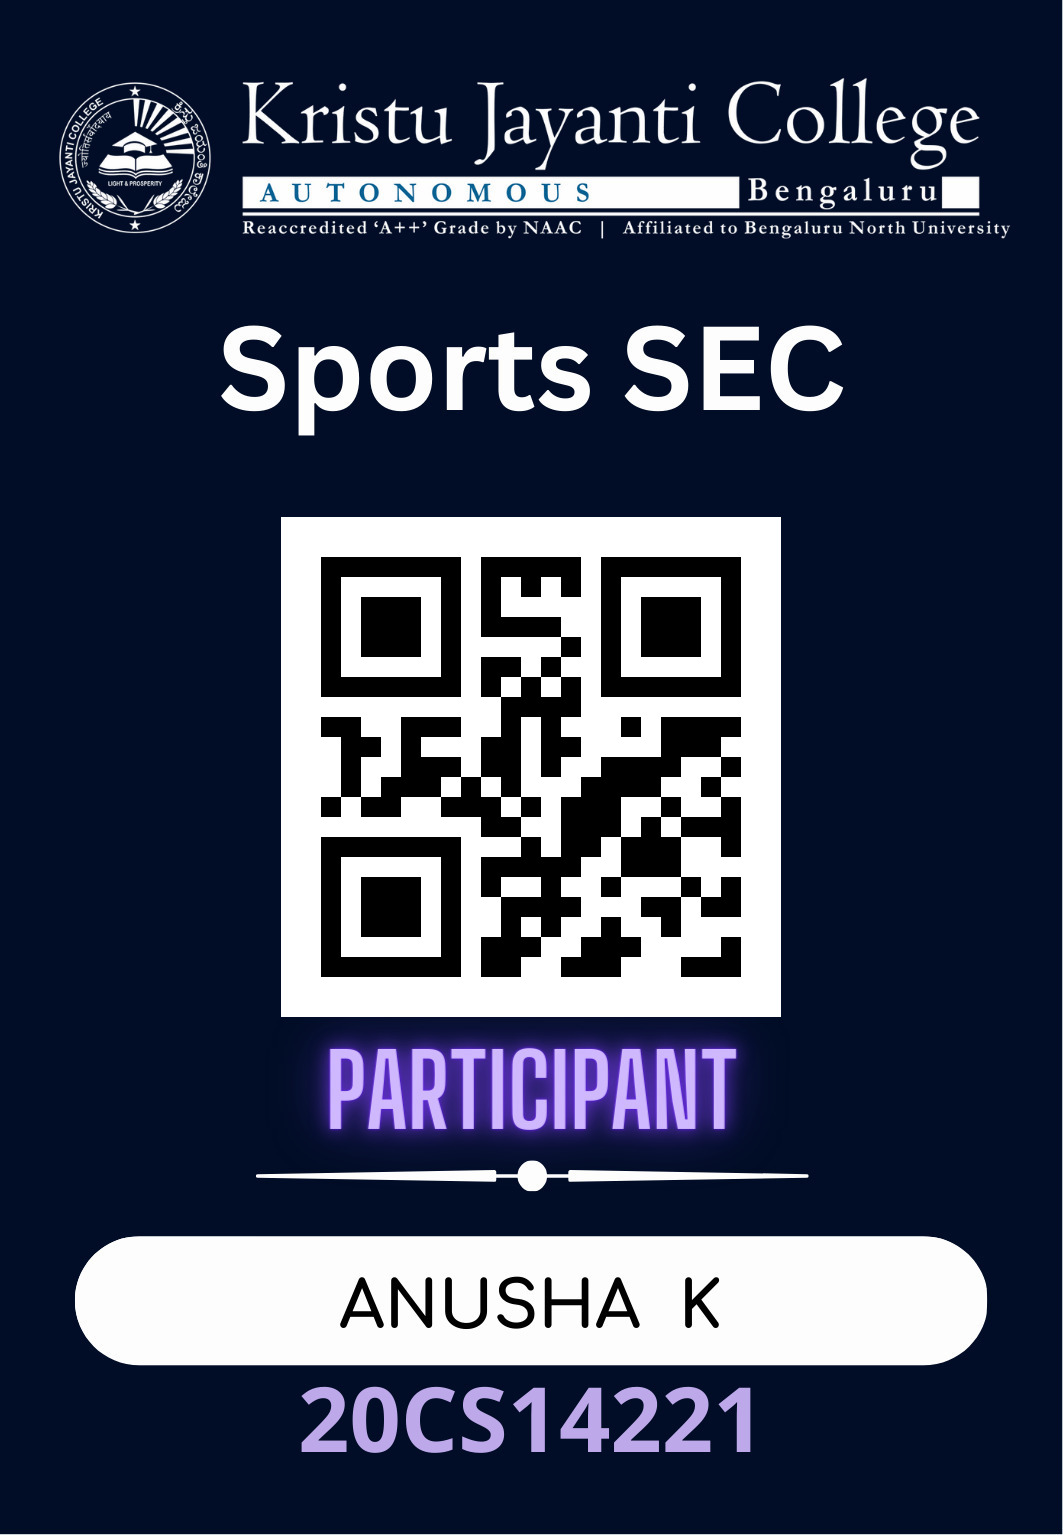 KRISTU JAYANTI COLLEGE
ಕ್ರಿಸ್ತು ಜಯಂತಿ ಕಾಲೇಜು
LIGHT & PROSPERITY
Kristu Jayanti College
AUTONOMOUS Bengaluru
Reaccredited ‘A++’ Grade by NAAC | Affiliated to Bengaluru North University
Sports SEC
PARTICIPANT
ANUSHA K
20CS14221